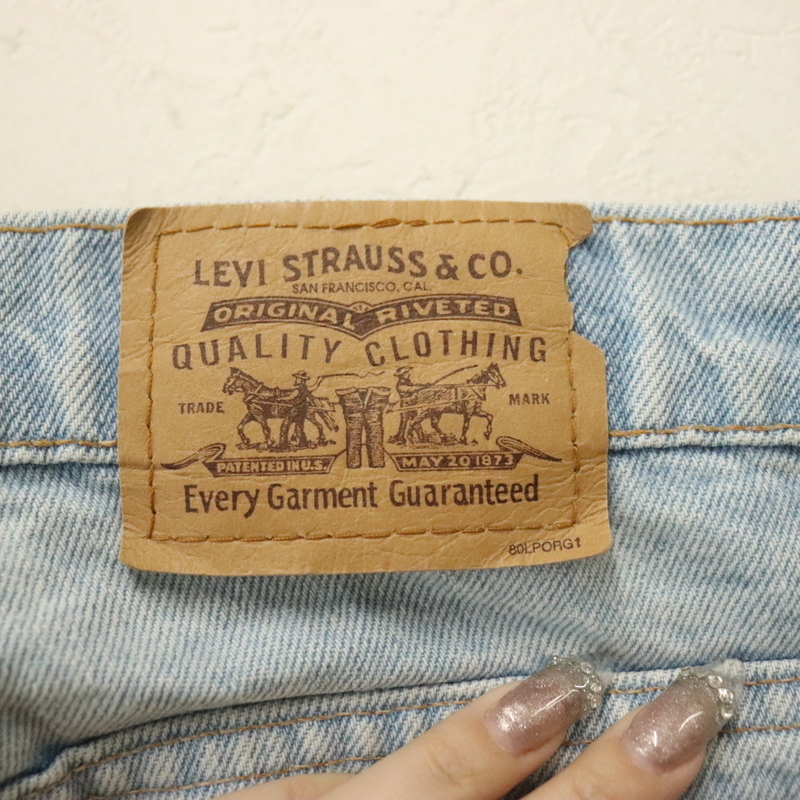 LEVI STRAUSS & CO.
SAN FRANCISCO, CAL.
ORIGINAL RIVETED
QUALITY CLOTHING
TRADE MARK
PATENTED IN U.S. MAY 20 1873
Every Garment Guaranteed
80LPORG1